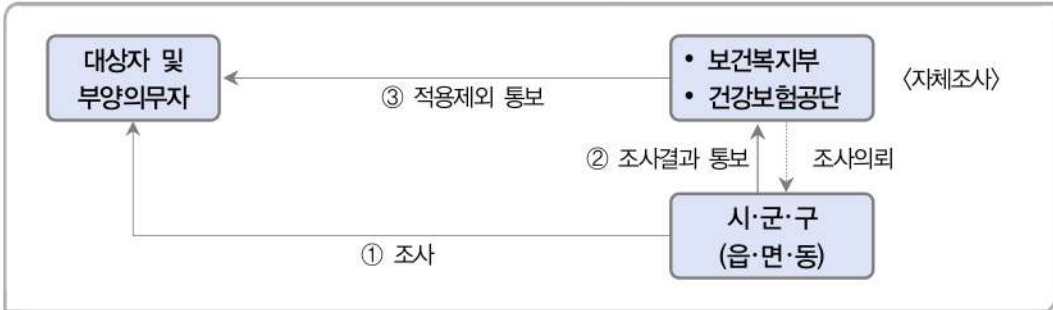 대상자 및
부양의무자
③ 적용제외 통보
• 보건복지부
• 건강보험공단
〈자체조사〉
② 조사결과 통보
조사의뢰
시·군·구
(읍·면·동)
① 조사